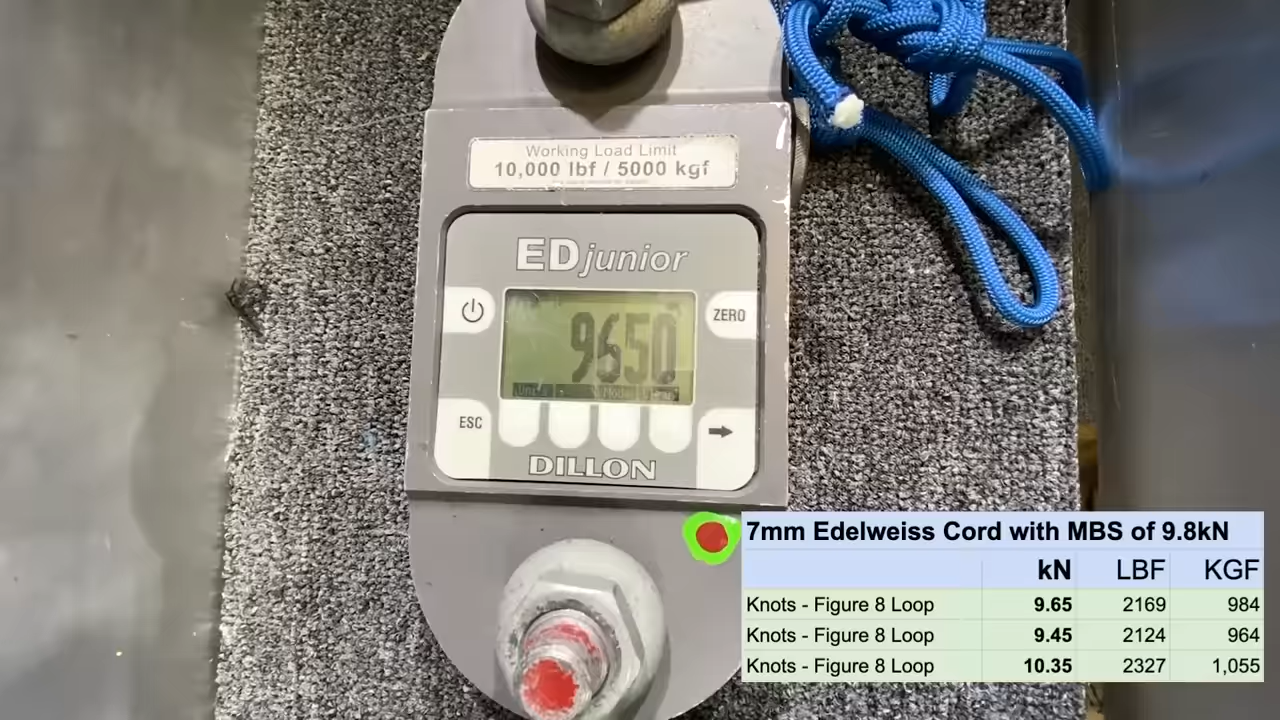 Working Load Limit
10,000 lbf / 5000 kgf
EDjunior
ZERO
9650
ESC
DILLON
7mm Edelweiss Cord with MBS of 9.8kN
kN LBF KGF
Knots - Figure 8 Loop 9.65 2169 984
Knots - Figure 8 Loop 9.45 2124 964
Knots - Figure 8 Loop 10.35 2327 1,055